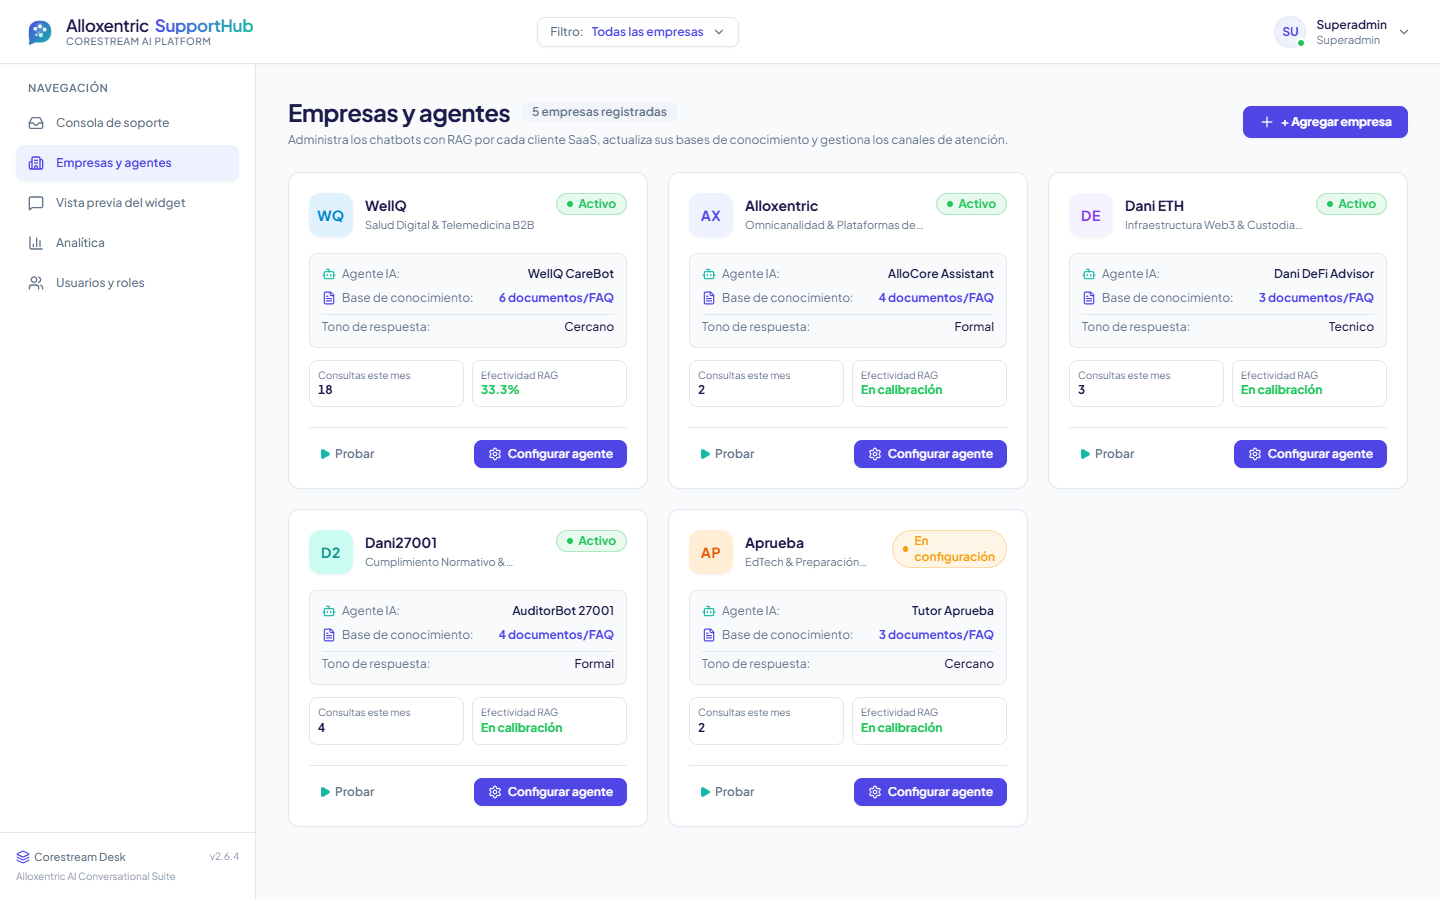 Alloxentric SupportHub
CORESTREAM AI PLATFORM
Filtro: Todas las empresas
SU
Superadmin
Superadmin
NAVEGACIÓN
Consola de soporte
Empresas y agentes
Vista previa del widget
Analítica
Usuarios y roles
Corestream Desk v2.6.4
Alloxentric AI Conversational Suite
Empresas y agentes
5 empresas registradas
Administra los chatbots con RAG por cada cliente SaaS, actualiza sus bases de conocimiento y gestiona los canales de atención.
+ Agregar empresa
WQ
WellQ
Salud Digital & Telemedicina B2B
Activo
Agente IA: WellQ CareBot
Base de conocimiento: 6 documentos/FAQ
Tono de respuesta: Cercano
Consultas este mes
18
Efectividad RAG
33.3%
Probar
Configurar agente
AX
Alloxentric
Omnicanalidad & Plataformas de...
Activo
Agente IA: AlloCore Assistant
Base de conocimiento: 4 documentos/FAQ
Tono de respuesta: Formal
Consultas este mes
2
Efectividad RAG
En calibración
Probar
Configurar agente
DE
Dani ETH
Infraestructura Web3 & Custodia...
Activo
Agente IA: Dani DeFi Advisor
Base de conocimiento: 3 documentos/FAQ
Tono de respuesta: Tecnico
Consultas este mes
3
Efectividad RAG
En calibración
Probar
Configurar agente
D2
Dani27001
Cumplimiento Normativo &...
Activo
Agente IA: AuditorBot 27001
Base de conocimiento: 4 documentos/FAQ
Tono de respuesta: Formal
Consultas este mes
4
Efectividad RAG
En calibración
Probar
Configurar agente
AP
Aprueba
EdTech & Preparación...
En
configuración
Agente IA: Tutor Aprueba
Base de conocimiento: 3 documentos/FAQ
Tono de respuesta: Cercano
Consultas este mes
2
Efectividad RAG
En calibración
Probar
Configurar agente